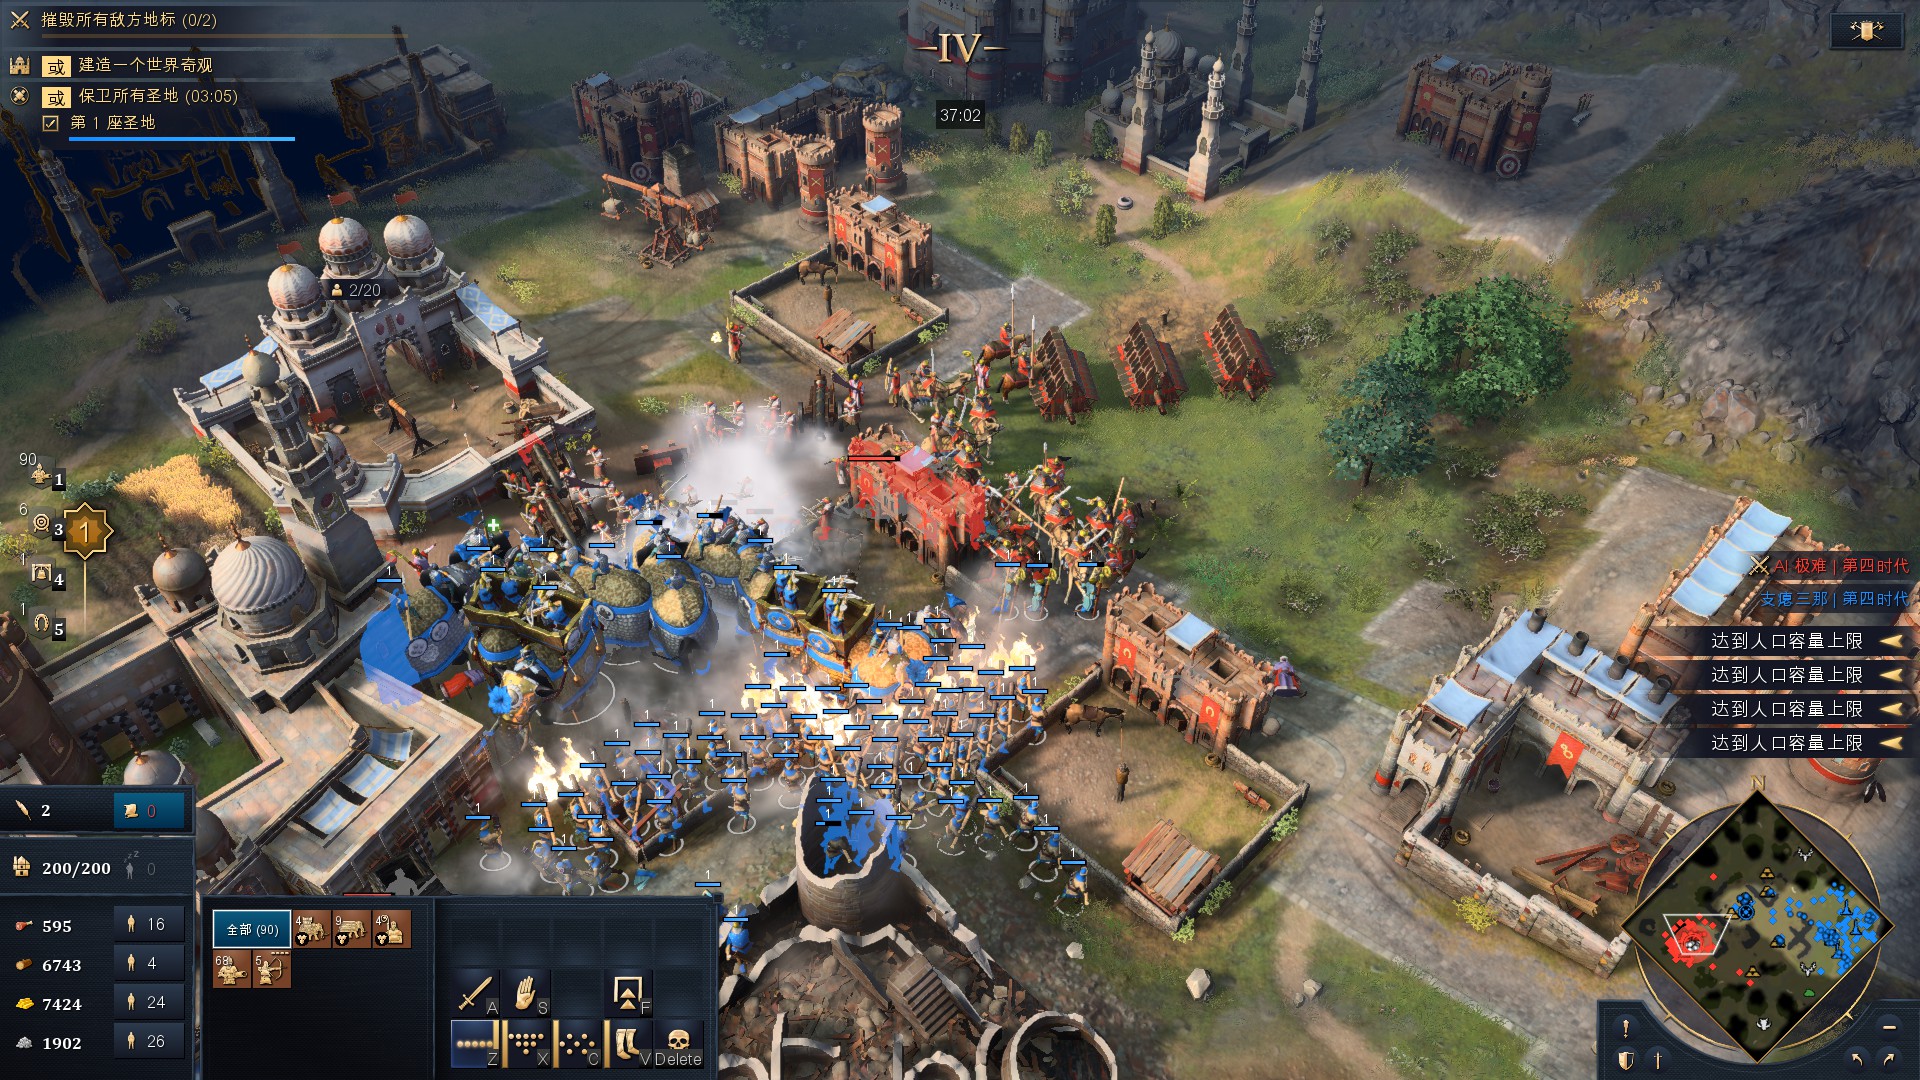 摧毁所有敌方地标 (0/2)
或 建造一个世界奇观
或 保卫所有圣地 (03:05)
第 1 座圣地
IV
37:02
2/20
90
1
6
3
1
1
4
1
5
AI 极难 | 第四时代
支瘪三那 | 第四时代
达到人口容量上限
达到人口容量上限
达到人口容量上限
达到人口容量上限
N
2
0
200/200
0
595
16
6743
4
7424
24
1902
26
全部 (90)
4
9
4
68
5
A
S
F
Z
X
C
V
Delete